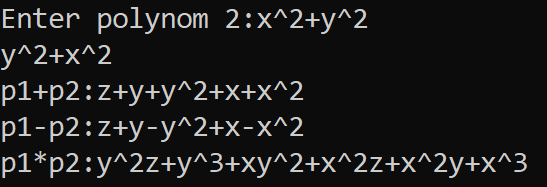 Enter polynom 2:x^2+y^2
y^2+x^2
p1+p2:z+y+y^2+x+x^2
p1-p2:z+y-y^2+x-x^2
p1*p2:y^2z+y^3+xy^2+x^2z+x^2y+x^3